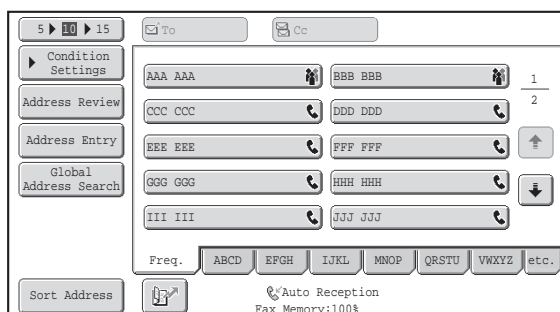 5 10 15
To
Cc
Condition
Settings
Address Review
Address Entry
Global
Address Search
Sort Address
AAA AAA
BBB BBB
CCC CCC
DDD DDD
EEE EEE
FFF FFF
GGG GGG
HHH HHH
III III
JJJ JJJ
1
2
Freq.
ABCD
EFGH
IJKL
MNOP
QRSTU
VWXYZ
etc.
Auto Reception
Fax Memory:100%